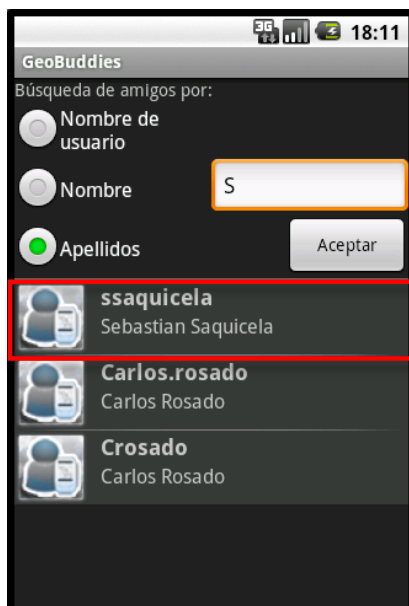 3G 18:11
GeoBuddies
Búsqueda de amigos por:
Nombre de
usuario
Nombre S
Apellidos Aceptar
ssaquicela
Sebastian Saquicela
Carlos.rosado
Carlos Rosado
Crosado
Carlos Rosado